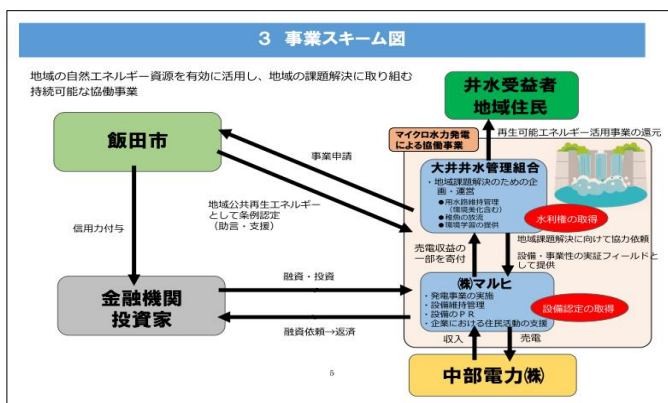 3 事業スキーム図
地域の自然エネルギー資源を有効に活用し、地域の課題解決に取り組む
持続可能な協働事業
井水受益者
地域住民
再生可能エネルギー活用事業の還元
マイクロ水力発電
による協働事業
飯田市
事業申請
大井井水管理組合
・地域課題解決のための企
画・運営
●用水路維持管理
(環境美化含む)
●稚魚の放流
●環境学習の提供
水利権の取得
地域公共再生エネルギー
として条例認定
(助言・支援)
信用力付与
売電収益の
一部を寄付
地域課題解決に向けて協力依頼
設備・事業性の実証フィールドと
して提供
金融機関
投資家
融資・投資
融資依頼→返済
㈱マルヒ
・発電事業の実施
・設備維持管理
・設備のPR
・企業における住民活動の支援
設備認定の取得
収入
売電
中部電力㈱
5